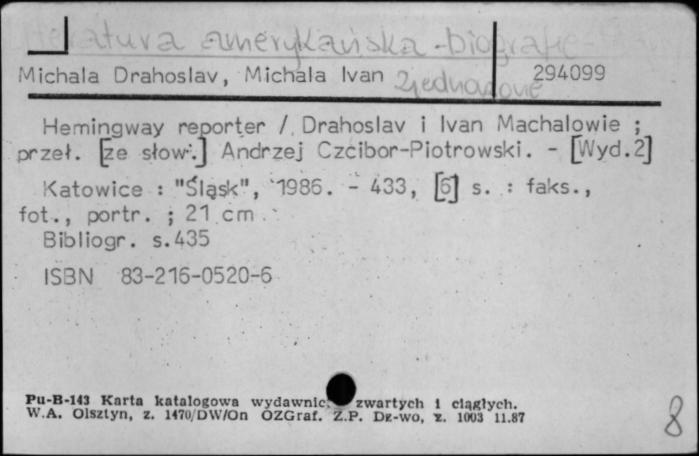 Literatura amerykańska - biografie
Michala Drahoslav, Michala Ivan 294099
Zjednoczone
Hemingway reporter / Drahoslav i Ivan Machalowie ;
przeł. [ze słow.] Andrzej Czcibor-Piotrowski. - [Wyd.2]
Katowice : "Śląsk", 1986. - 433, [6] s. : faks.,
fot., portr. ; 21 cm.
Bibliogr. s.435
ISBN 83-216-0520-6
Pu-B-143 Karta katalogowa wydawnic. zwartych i ciągłych.
W.A. Olsztyn, z. 1470/DW/On OZGraf. Z.P. Dz-wo, z. 1003 11.87
8